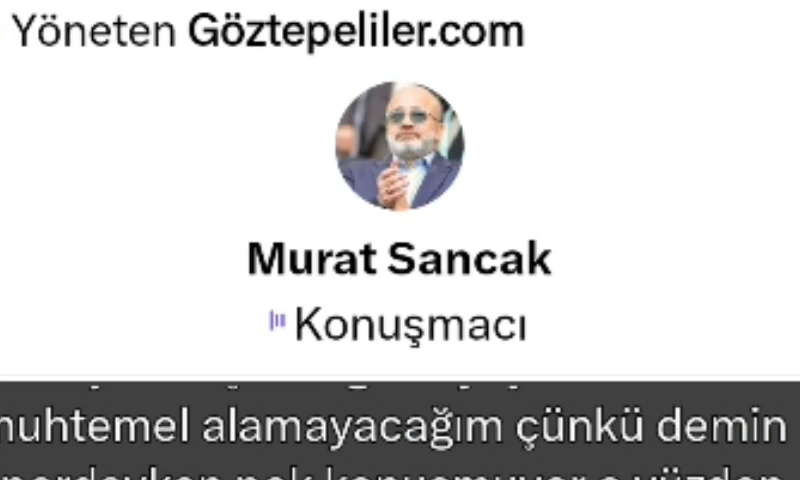 Yöneten Göztepeliler.com
Murat Sancak
Konuşmacı
muhtemel alamayacağım çünkü demin